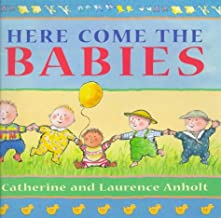 HERE COME THE
BABIES
Catherine and Laurence Anholt